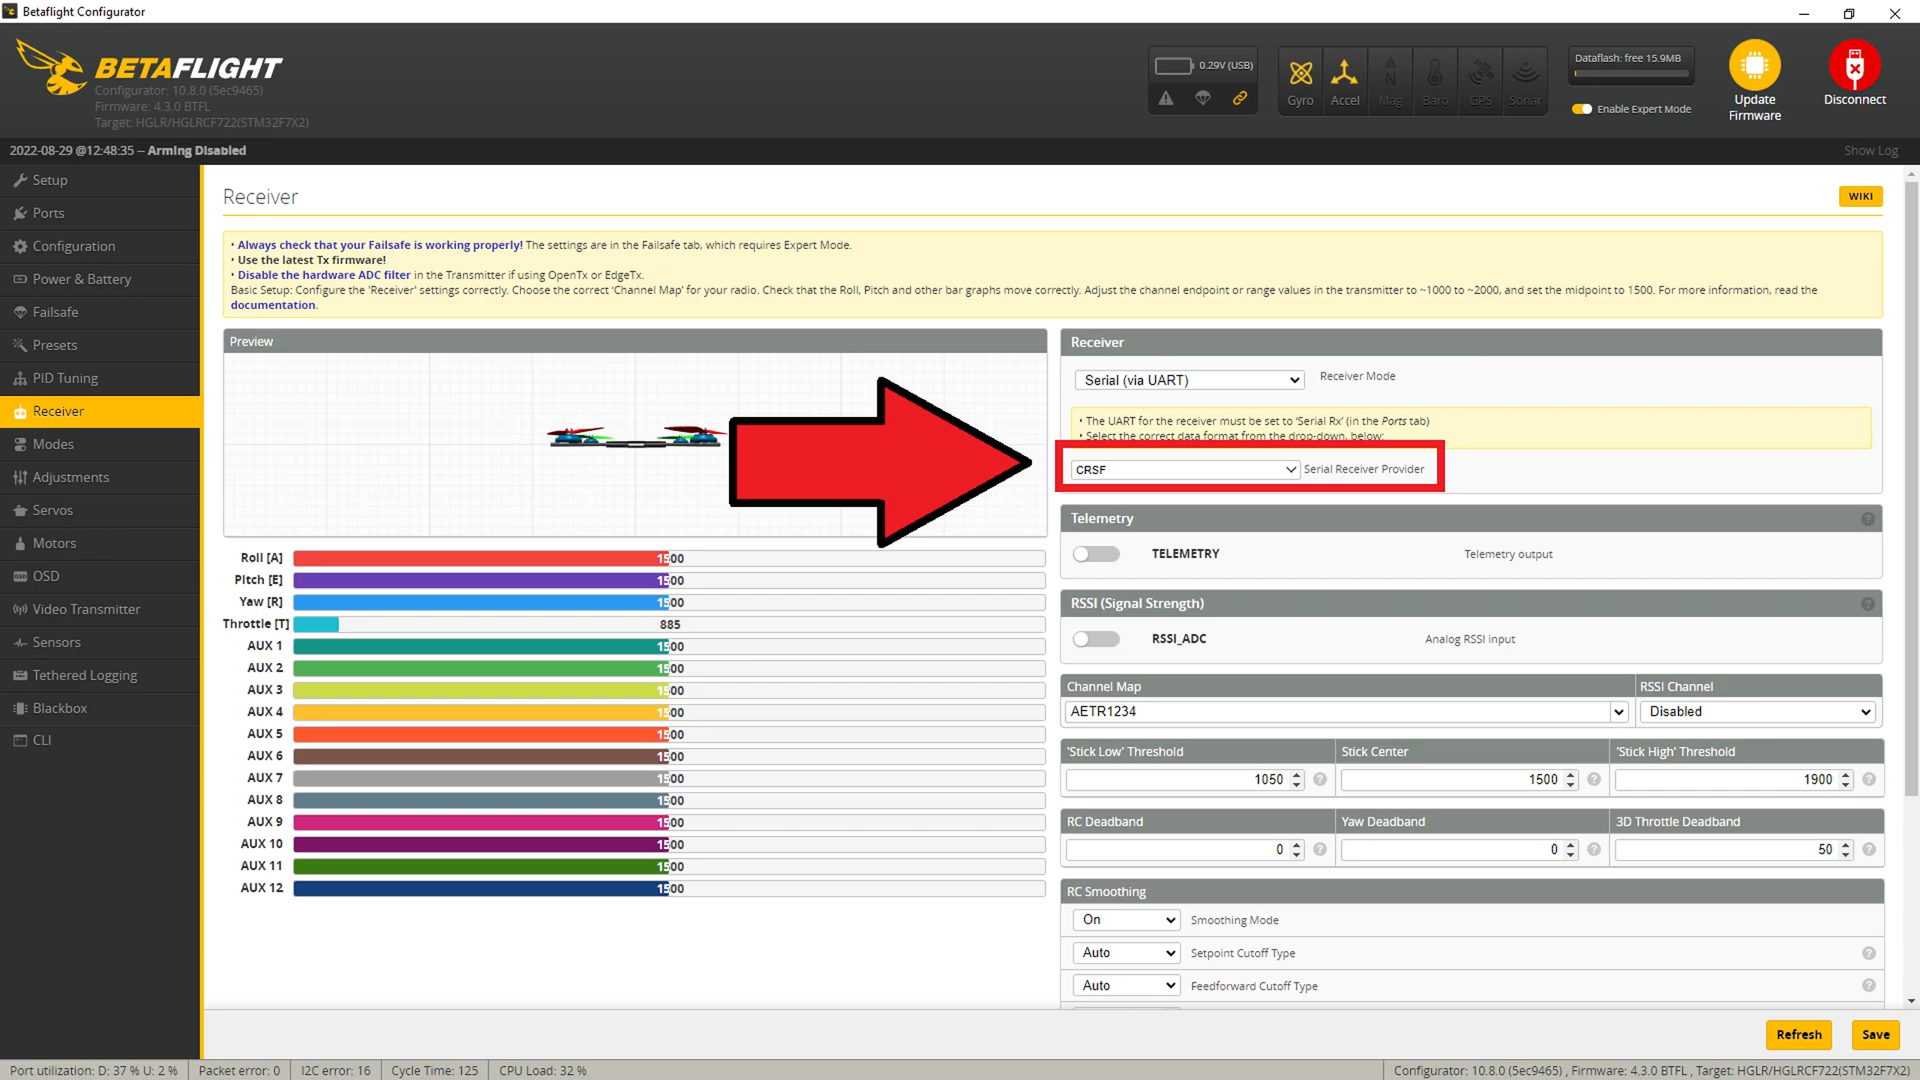 Betaflight Configurator
BETAFLIGHT
Configurator: 10.8.0 (5ec9465)
Firmware: 4.3.0 BTFL
Target: HGLR/HGLRCF722(STM32F7X2)
0.29V (USB)
Gyro
Accel
Mag
Baro
GPS
Sonar
Dataflash: free 15.9MB
Enable Expert Mode
Update
Firmware
Disconnect
2022-08-29 @12:48:35 -- Arming Disabled
Show Log
Setup
Ports
Configuration
Power & Battery
Failsafe
Presets
PID Tuning
Receiver
Modes
Adjustments
Servos
Motors
OSD
Video Transmitter
Sensors
Tethered Logging
Blackbox
CLI
Receiver
WIKI
• Always check that your Failsafe is working properly! The settings are in the Failsafe tab, which requires Expert Mode.
• Use the latest Tx firmware!
• Disable the hardware ADC filter in the Transmitter if using OpenTx or EdgeTx.
Basic Setup: Configure the 'Receiver' settings correctly. Choose the correct 'Channel Map' for your radio. Check that the Roll, Pitch and other bar graphs move correctly. Adjust the channel endpoint or range values in the transmitter to ~1000 to ~2000, and set the midpoint to 1500. For more information, read the
documentation.
Preview
Roll [A] 1500
Pitch [E] 1500
Yaw [R] 1500
Throttle [T] 885
AUX 1 1500
AUX 2 1500
AUX 3 1500
AUX 4 1500
AUX 5 1500
AUX 6 1500
AUX 7 1500
AUX 8 1500
AUX 9 1500
AUX 10 1500
AUX 11 1500
AUX 12 1500
Receiver
Serial (via UART) Receiver Mode
• The UART for the receiver must be set to 'Serial Rx' (in the Ports tab)
• Select the correct data format from the drop-down, below:
CRSF Serial Receiver Provider
Telemetry
TELEMETRY Telemetry output
RSSI (Signal Strength)
RSSI_ADC Analog RSSI input
Channel Map RSSI Channel
AETR1234 Disabled
'Stick Low' Threshold Stick Center 'Stick High' Threshold
1050 1500 1900
RC Deadband Yaw Deadband 3D Throttle Deadband
0 0 50
RC Smoothing
On Smoothing Mode
Auto Setpoint Cutoff Type
Auto Feedforward Cutoff Type
Refresh
Save
Port utilization: D: 37 % U: 2 % Packet error: 0 I2C error: 16 Cycle Time: 125 CPU Load: 32 %
Configurator: 10.8.0 (5ec9465) , Firmware: 4.3.0 BTFL , Target: HGLR/HGLRCF722(STM32F7X2)